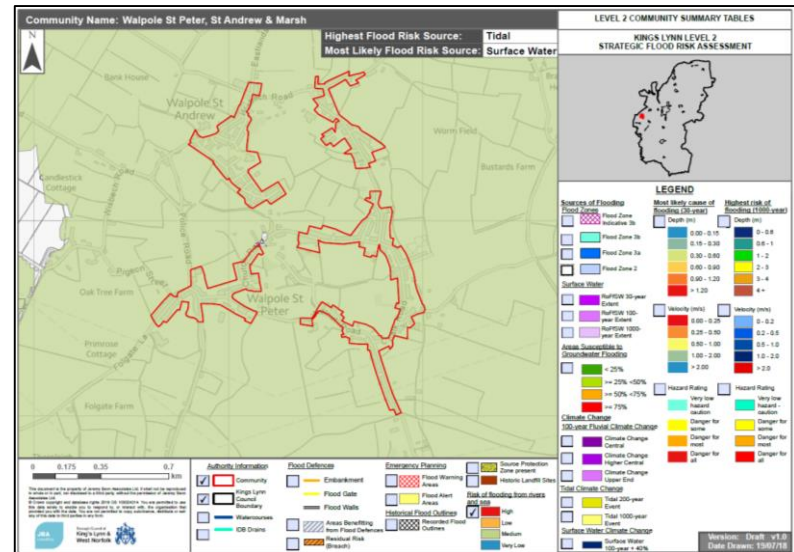 Community Name: Walpole St Peter, St Andrew & Marsh
Highest Flood Risk Source: Tidal
Most Likely Flood Risk Source: Surface Water
LEVEL 2 COMMUNITY SUMMARY TABLES
KINGS LYNN LEVEL 2
STRATEGIC FLOOD RISK ASSESSMENT
N
Bank House
Walpole St
Andrew
Worm Field
Bustards Farm
Candlestick
Cottage
Police Road
Pigeon Street
Oak Tree Farm
Walpole St
Peter
Primrose
Cottage
Folgate La
Folgate Farm
LEGEND
Sources of Flooding
Flood Zones
Flood Zone
Indicative 3b
Flood Zone 3b
Flood Zone 3a
Flood Zone 2
Surface Water
RoFfSW 30-year
Extent
RoFfSW 100-
year Extent
RoFfSW 1000-
year Extent
Areas Susceptible to
Groundwater Flooding
< 25%
>= 25% <50%
>= 50% <75%
>= 75%
Climate Change
100-year Fluvial Climate Change
Climate Change
Central
Climate Change
Higher Central
Climate Change
Upper End
Tidal Climate Change
Tidal 200-year
Event
Tidal 1000-year
Event
Surface Water Climate Change
Surface Water
100-year + 40%
Most likely cause of
flooding (30-year)
Depth (m)
0.00 - 0.15
0.15 - 0.30
0.30 - 0.60
0.60 - 0.90
0.90 - 1.20
> 1.20
Velocity (m/s)
0.00 - 0.25
0.25 - 0.50
0.50 - 1.00
1.00 - 2.00
> 2.00
Hazard Rating
Very low
hazard -
caution
Danger for
some
Danger for
most
Danger for
all
Highest risk of
flooding (1000-year)
Depth (m)
0 - 0.6
0.6 - 1
1 - 2
2 - 3
3 - 4
4 +
Velocity (m/s)
0 - 0.2
0.2 - 0.5
0.5 - 1.0
1.0 - 2.0
> 2.0
Hazard Rating
Very low
hazard -
caution
Danger for
some
Danger for
most
Danger for
all
0 0.175 0.35 0.7
km
JBA
King's Lynn &
West Norfolk
Authority Information
Community
Kings Lynn
Council
Boundary
Watercourses
IDB Drains
Flood Defences
Embankment
Flood Gate
Flood Walls
Areas Benefiting
from Flood Defences
Residual Risk
(Breach)
Emergency Planning
Flood Warning
Areas
Flood Alert
Areas
Historical Flood Outlines
Recorded Flood
Outlines
Source Protection
Zone present
Historic Landfill Sites
Risk of flooding from rivers
and sea
High
Low
Medium
Very Low
Version: Draft v1.0
Date Drawn: 15/07/18